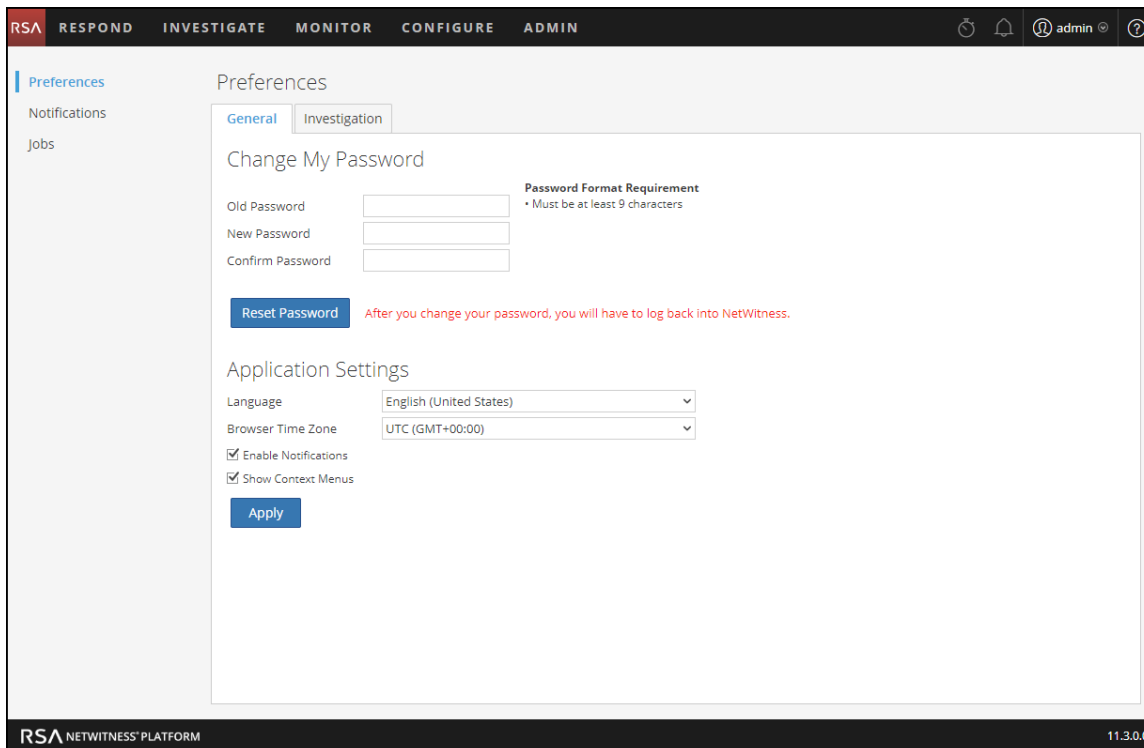 RSA RESPOND INVESTIGATE MONITOR CONFIGURE ADMIN admin ?
Preferences
Notifications
Jobs
Preferences
General Investigation
Change My Password
Old Password
New Password
Confirm Password
Password Format Requirement
• Must be at least 9 characters
Reset Password After you change your password, you will have to log back into NetWitness.
Application Settings
Language English (United States)
Browser Time Zone UTC (GMT+00:00)
Enable Notifications
Show Context Menus
Apply
RSA NETWITNESS® PLATFORM 11.3.0.